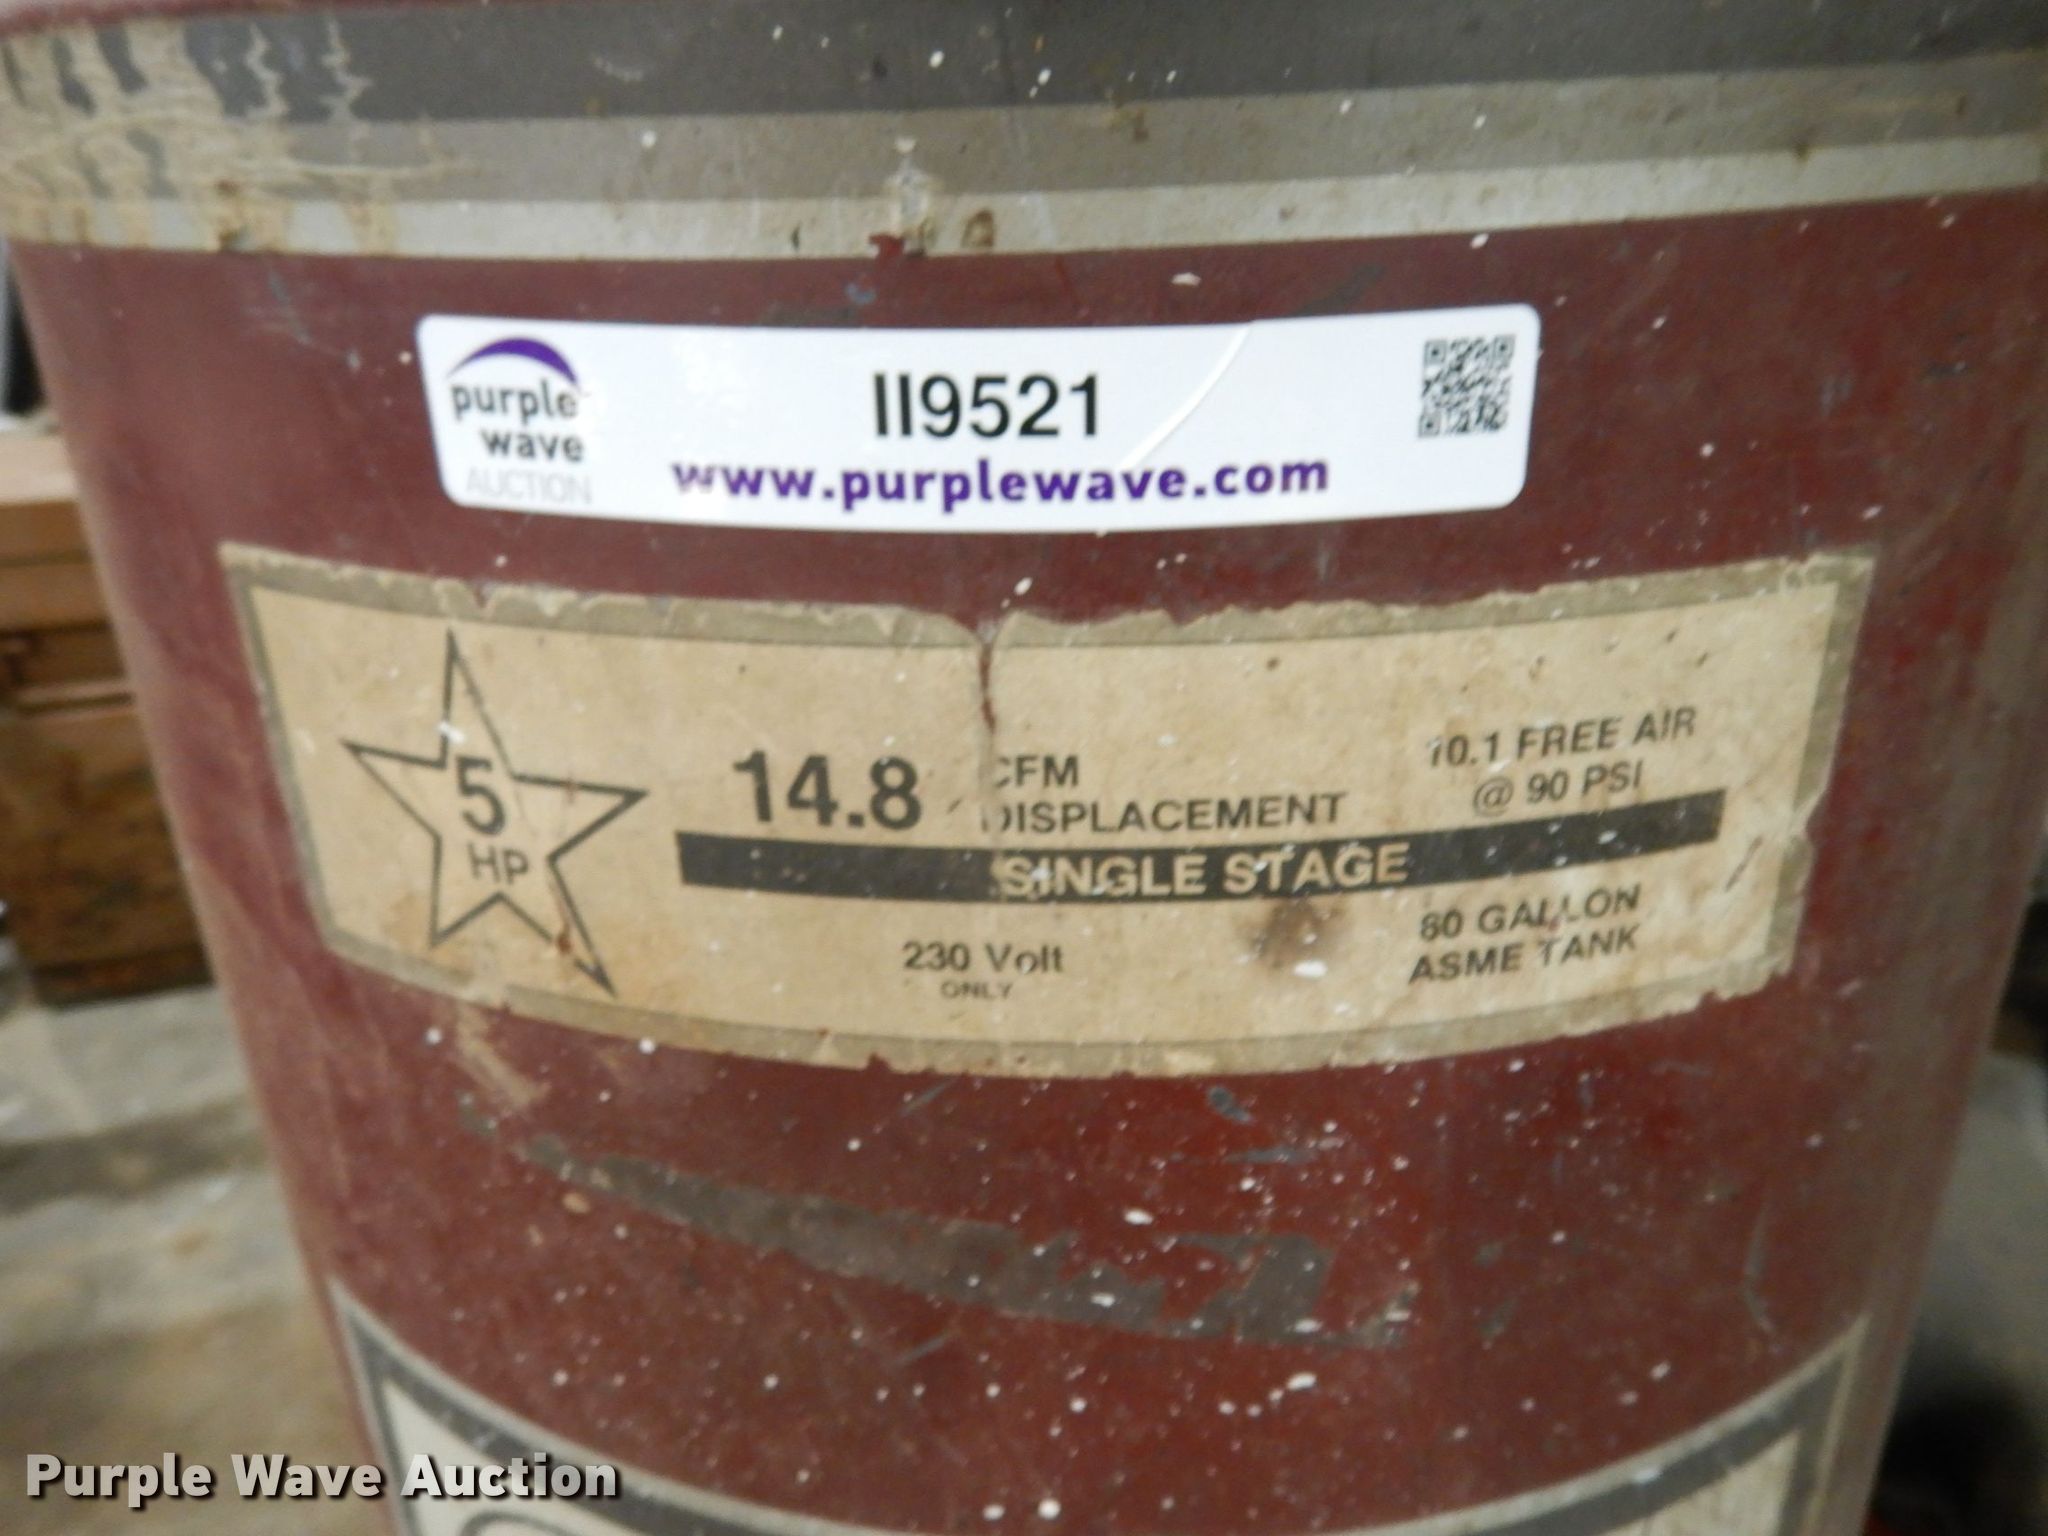 purple
wave
AUCTION
II9521
www.purplewave.com
5
HP
14.8
CFM
DISPLACEMENT
10.1 FREE AIR
@ 90 PSI
SINGLE STAGE
230 Volt
ONLY
80 GALLON
ASME TANK
Purple Wave Auction